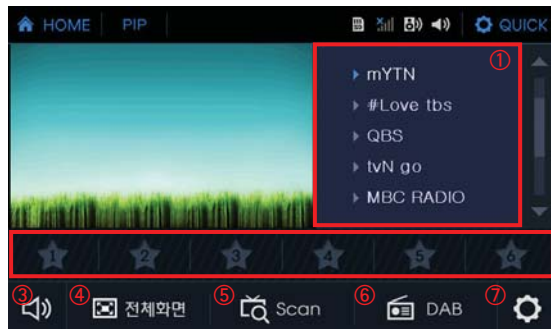 HOME PIP QUICK
①
mYTN
#Love tbs
QBS
tvN go
MBC RADIO
1 2 3 4 5 6
③ ④ 전체화면 ⑤ Scan ⑥ DAB ⑦